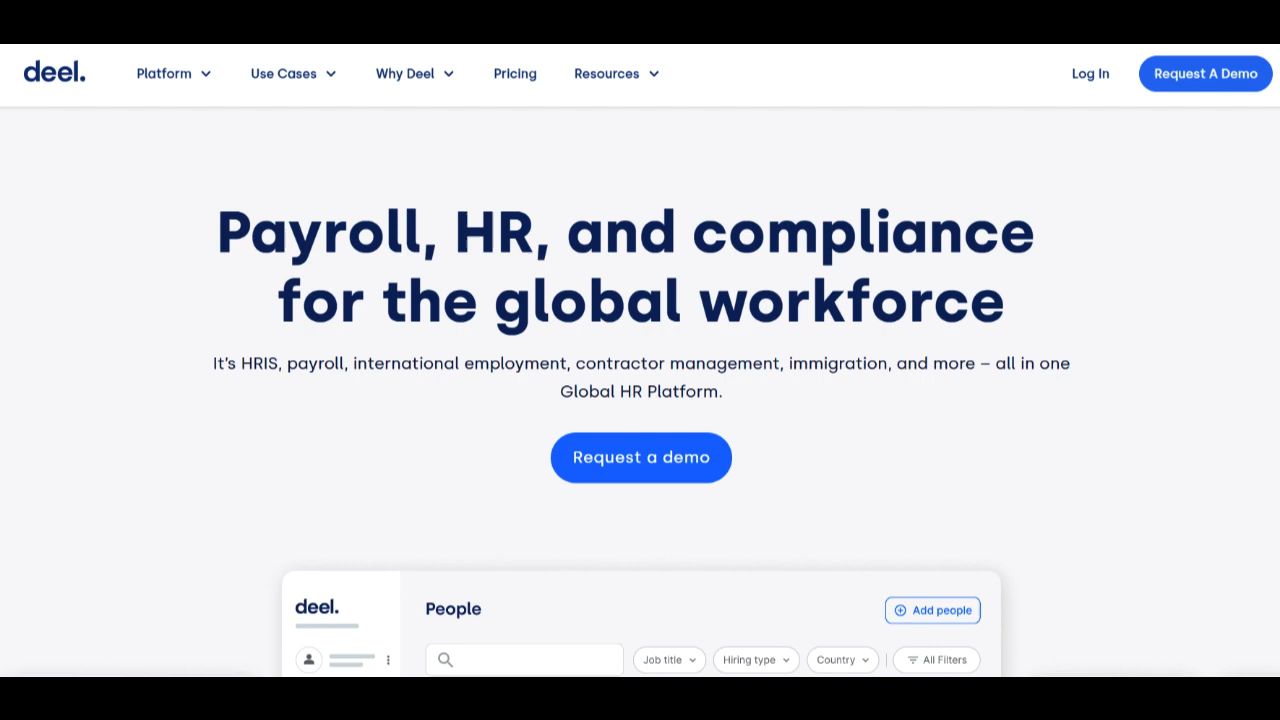 deel.
Platform
Use Cases
Why Deel
Pricing
Resources
Log In
Request A Demo
Payroll, HR, and compliance
for the global workforce
It's HRIS, payroll, international employment, contractor management, immigration, and more – all in one
Global HR Platform.
Request a demo
deel.
People
Add people
Job title
Hiring type
Country
All Filters